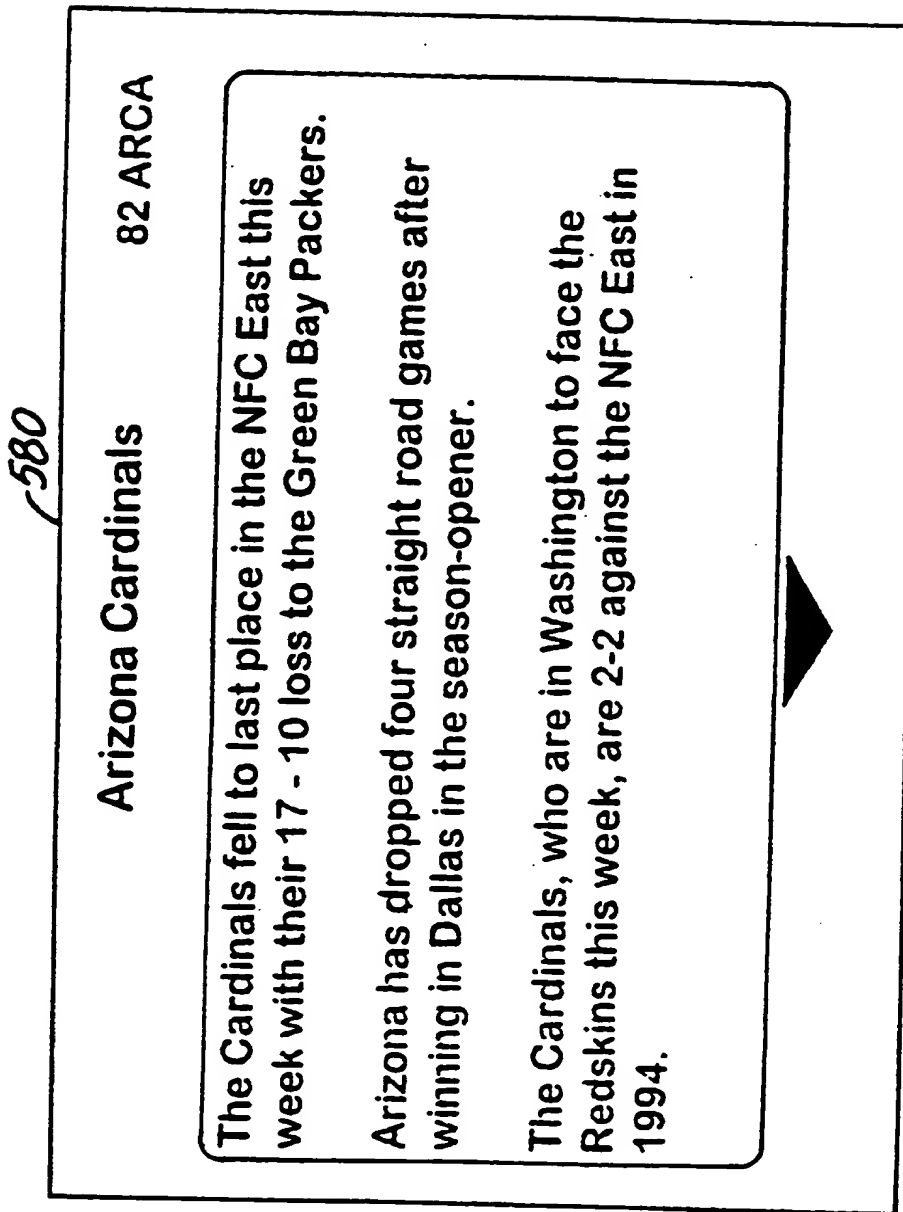 580
Arizona Cardinals 82 ARCA
The Cardinals fell to last place in the NFC East this
week with their 17 - 10 loss to the Green Bay Packers.
Arizona has dropped four straight road games after
winning in Dallas in the season-opener.
The Cardinals, who are in Washington to face the
Redskins this week, are 2-2 against the NFC East in
1994.